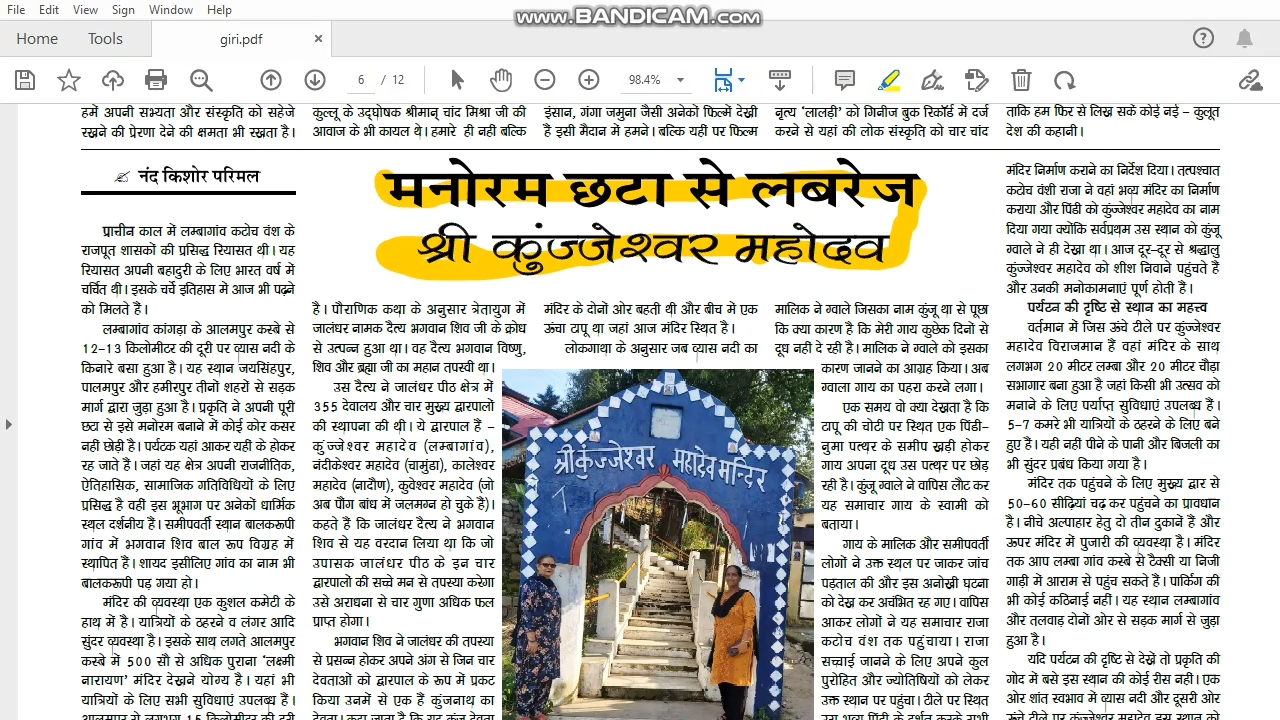 File Edit View Sign Window Help
www.BANDICAM.com
Home Tools giri.pdf ×
6 / 12 98.4%
हमें अपनी सभ्यता और संस्कृति को सहेजे
रखने की प्रेरणा देने की क्षमता भी रखता है।
कुल्लू के उद्घोषक श्रीमान् चांद मिश्रा जी की
आवाज के भी कायल थे। हमारे ही नही बल्कि
इंसान, गंगा जमुना जैसी अनेकों फिल्में देखी
है इसी मैदान में हमने। बल्कि यहीं पर फिल्म
नृत्य ‘लालड़ी’ को गिनीज बुक रिकॉर्ड में दर्ज
करने से यहां की लोक संस्कृति को चार चांद
ताकि हम फिर से लिख सकें कोई नई - कुलूत
देश की कहानी।
नंद किशोर परिमल
मनोरम छटा से लबरेज
श्री कुंज्जेश्वर महोदव
प्राचीन काल में लम्बागांव कटोच वंश के
राजपूत शासकों की प्रसिद्ध रियासत थी। यह
रियासत अपनी बहादुरी के लिए भारत वर्ष में
चर्चित थी। इसके चर्चे इतिहास में आज भी पढ़ने
को मिलते हैं।
लम्बागांव कांगड़ा के आलमपुर कस्बे से
12-13 किलोमीटर की दूरी पर ब्यास नदी के
किनारे बसा हुआ है। यह जयसिंहपुर,
पालमपुर और हमीरपुर तीनों शहरों से सड़क
मार्ग द्वारा जुड़ा हुआ है। प्रकृति ने अपनी पूरी
छटा से इसे मनोरम बनाने में कोई कोर कसर
नही छोड़ी है। पर्यटक यहां आकर यही के होकर
रह जाते हैं। जहां यह क्षेत्र अपनी राजनीतिक,
ऐतिहासिक, सामाजिक गतिविधियों के लिए
प्रसिद्ध है वहीं इस भूभाग पर अनेकों धार्मिक
स्थल दर्शनीय हैं। समीपवर्ती स्थान बालकरूपी
गांव में भगवान शिव बाल रूप विग्रह में
स्थापित हैं। शायद इसीलिए गांव का नाम भी
बालकरूपी पड़ गया हो।
मंदिर की व्यवस्था एक कुशल कमेटी के
हाथ में है। यात्रियों के ठहरने व लंगर आदि
सुंदर व्यवस्था है। इसके साथ लगते आलमपुर
कस्बे में 500 सौ से अधिक पुराना ‘लक्ष्मी
नारायण’ मंदिर देखने योग्य है। यहां भी
यात्रियों के लिए सभी सुविधाएं उपलब्ध हैं।
आलमपुर से लगभग 15 किलोमीटर की दूरी
है। पौराणिक कथा के अनुसार त्रेतायुग में
जालंधर नामक दैत्य भगवान शिव जी के क्रोध
से उत्पन्न हुआ था। वह दैत्य भगवान विष्णु,
शिव और ब्रह्मा जी का महान तपस्वी था।
उस दैत्य ने जालंधर पीठ क्षेत्र में
355 देवालय और चार मुख्य द्वारपालो
की स्थापना की थी। ये द्वारपाल हैं -
कुंज्जेश्वर महादेव (लम्बागांव),
नंदीकेश्वर महादेव (चामुंडा), कालेश्वर
महादेव (नादौण), कुवेश्वर महादेव (जो
अब पौंग बांध में जलमग्न हो चुके हैं)।
कहते हैं कि जालंधर दैत्य ने भगवान
शिव से यह वरदान लिया था कि जो
उपासक जालंधर पीठ के इन चार
द्वारपालो की सच्चे मन से तपस्या करेगा
उसे अराधना से चार गुणा अधिक फल
प्राप्त होगा।
भगवान शिव ने जालंधर की तपस्या
से प्रसन्न होकर अपने अंग से जिन चार
देवताओं को द्वारपाल के रूप में प्रकट
किया उनमें से एक हैं कुंजनाथ का
मंदिर के दोनों ओर बहती थी और बीच में एक
ऊंचा टापू था जहां आज मंदिर स्थित है।
लोकगाथा के अनुसार जब व्यास नदी का
श्री कुंज्जेश्वर महादेव मन्दिर
मालिक ने ग्वाले जिसका नाम कुंजू था से पूछा
कि क्या कारण है कि मेरी गाय कुछेक दिनों से
दूध नही दे रही है। मालिक ने ग्वाले को इसका
कारण जानने का आग्रह किया। अब
ग्वाला गाय का पहरा करने लगा।
एक समय वो क्या देखता है कि
टापू की चोटी पर स्थित एक पिंडी-
नुमा पत्थर के समीप खड़ी होकर
गाय अपना दूध उस पत्थर पर छोड़
रही है। कुंजू ग्वाले ने वापिस लौट कर
यह समाचार गाय के स्वामी को
बताया।
गाय के मालिक और समीपवर्ती
लोगों ने उक्त स्थल पर जाकर जांच
पड़ताल की और इस अनोखी घटना
को देख कर अचंभित रह गए। वापिस
आकर लोगों ने यह समाचार राजा
कटोच वंश तक पहुंचाया। राजा
सच्चाई जानने के लिए अपने कुल
पुरोहित और ज्योतिषियों को लेकर
उक्त स्थान पर पहुंचा। टीले पर स्थित
उस भव्य पिंडी के दर्शन करके सभी
मंदिर निर्माण कराने का निर्देश दिया। तत्पश्चात
कटोच वंशी राजा ने वहां भव्य मंदिर का निर्माण
कराया और पिंडी को कुंज्जेश्वर महादेव का नाम
दिया गया क्योंकि सर्वप्रथम उस स्थान को कुंजू
ग्वाले ने ही देखा था। आज दूर-दूर से श्रद्धालु
कुंज्जेश्वर महादेव को शीश निवाने पहुंचते हैं
और उनकी मनोकामनाएं पूर्ण होती हैं।
पर्यटन की दृष्टि से स्थान का महत्त्व
वर्तमान में जिस ऊंचे टीले पर कुंज्जेश्वर
महादेव विराजमान हैं वहां मंदिर के साथ
लगभग 20 मीटर लम्बा और 20 मीटर चौड़ा
सभागार बना हुआ है जहां किसी भी उत्सव को
मनाने के लिए पर्याप्त सुविधाएं उपलब्ध हैं।
5-7 कमरे भी यात्रियों के ठहरने के लिए बने
हुए है। यही नही पीने के पानी और बिजली का
भी सुंदर प्रबंध किया गया है।
मंदिर तक पहुंचने के लिए मुख्य द्वार से
50-60 सीढ़ियां चढ़ कर पहुंचने का प्रावधान
है। नीचे अल्पाहार हेतु दो तीन दुकानें हैं और
ऊपर मंदिर में पुजारी की व्यवस्था है। मंदिर
तक आप लम्बा गांव कस्बे से टैक्सी या निजी
गाड़ी में आराम से पहुंच सकते हैं। पार्किंग की
भी कोई कठिनाई नहीं। यह स्थान लम्बागांव
और तलवाड़ दोनों ओर से सड़क मार्ग से जुड़ा
हुआ है।
यदि पर्यटन की दृष्टि से देखें तो प्रकृति की
गोद में बसे इस स्थान की कोई रीस नही। एक
ओर शांत स्वभाव में व्यास नदी और दूसरी ओर
ऊंचे टीले पर कुंज्जेश्वर महादेव उस स्थान को